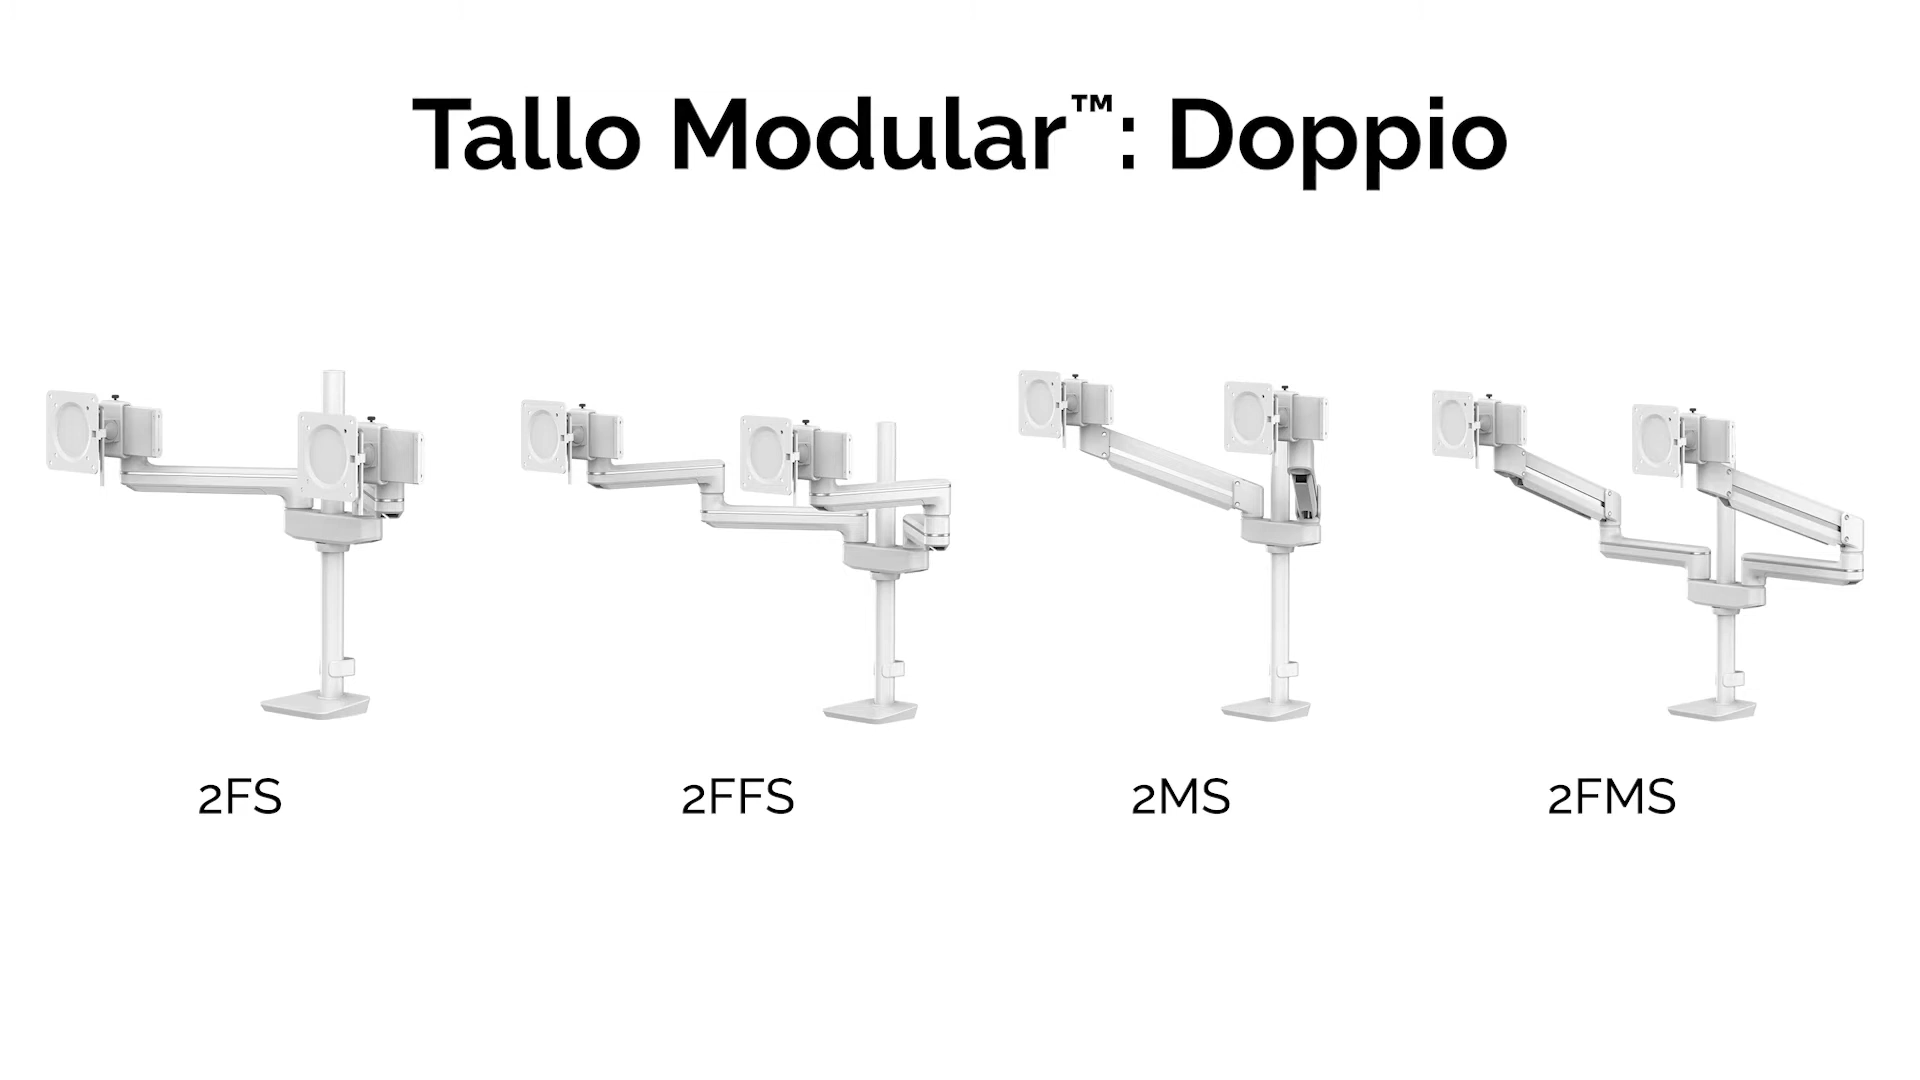 Tallo Modular™: Doppio
2FS
2FFS
2MS
2FMS